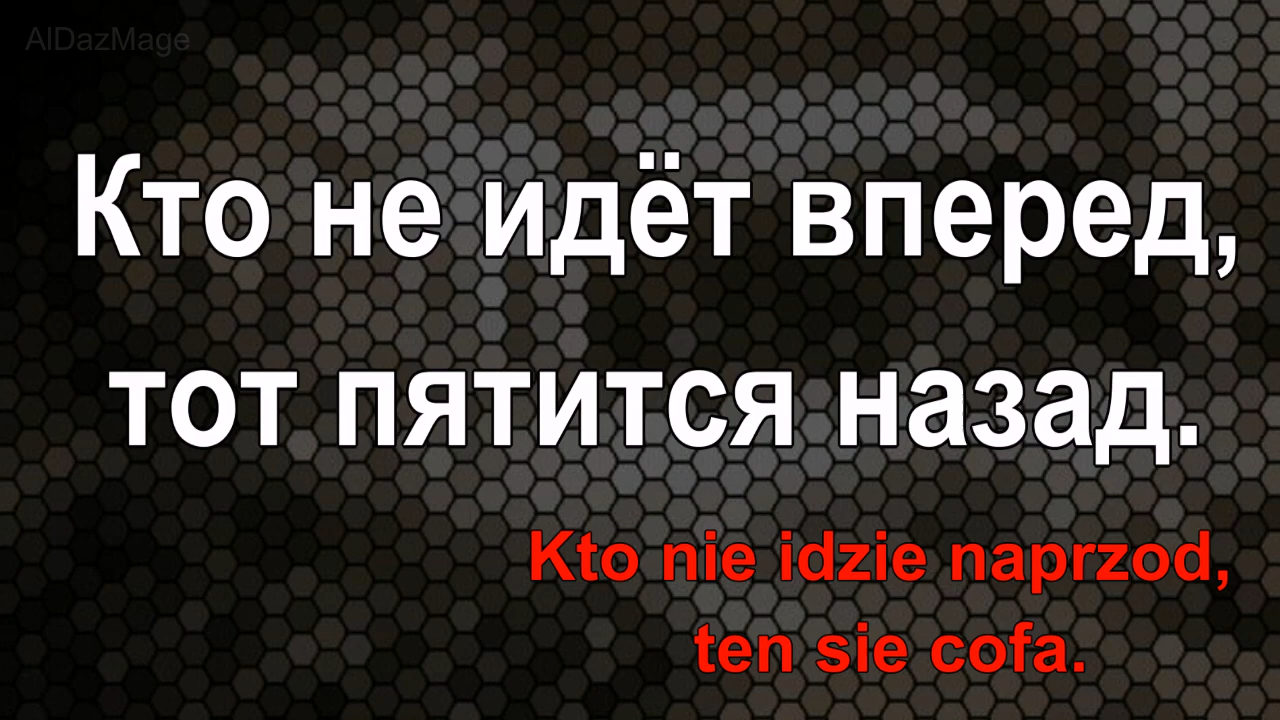 AlDazMage
Кто не идёт вперед,
тот пятится назад.
Kto nie idzie naprzod,
ten sie cofa.